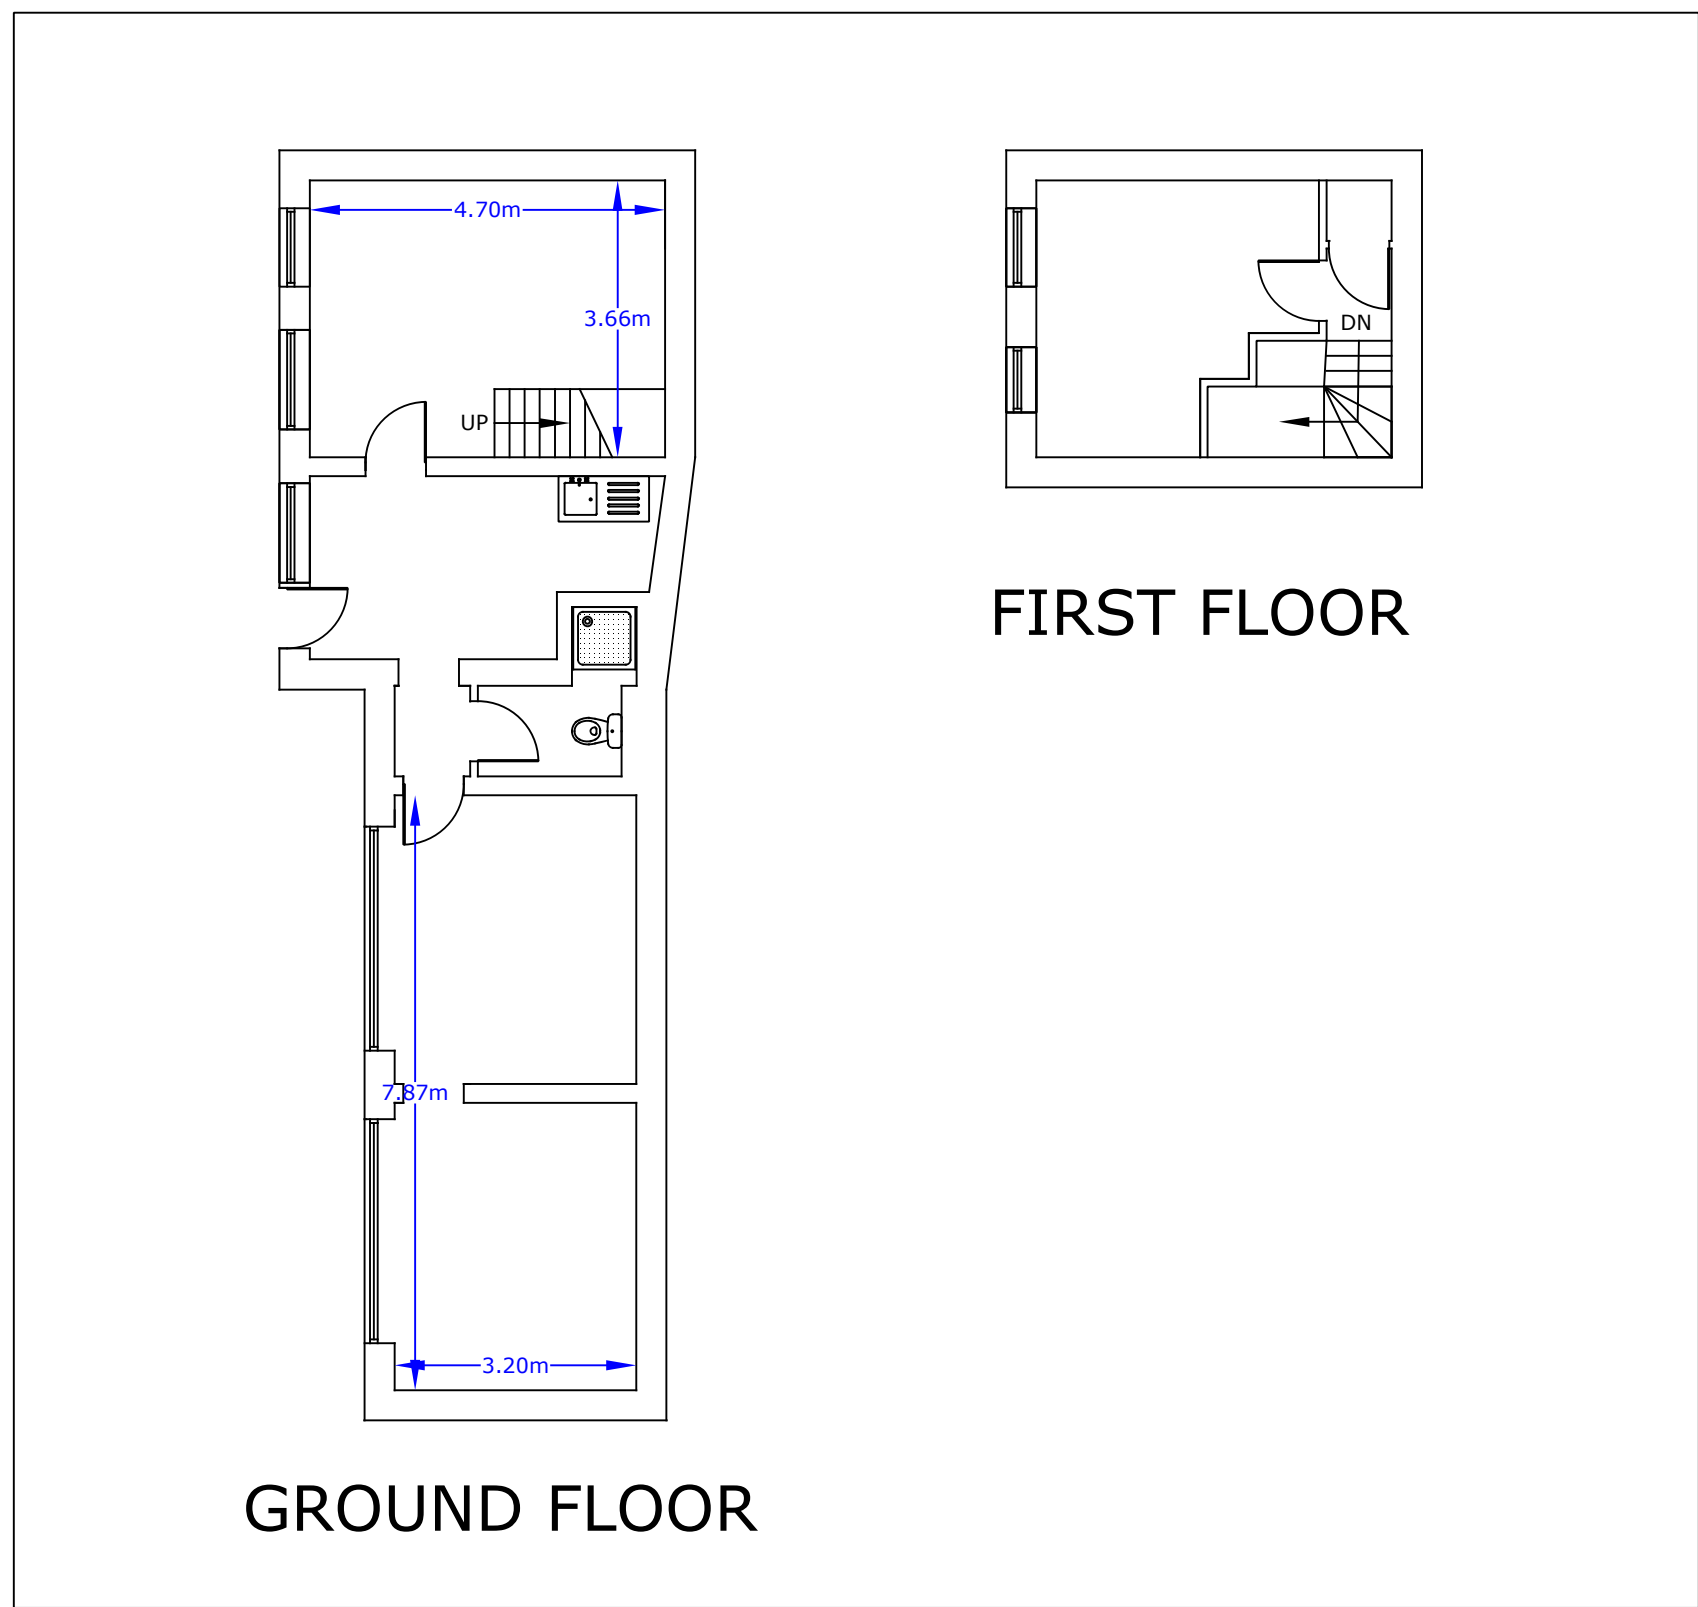 4.70m
3.66m
UP
DN
FIRST FLOOR
7.87m
3.20m
GROUND FLOOR